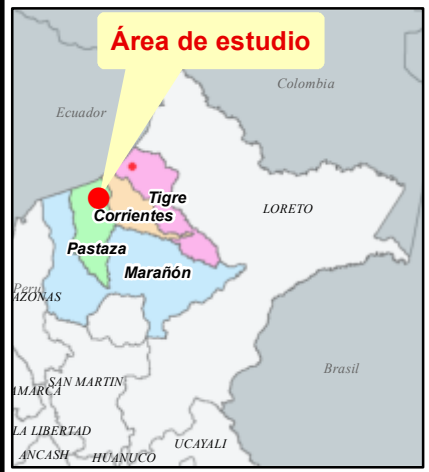 Área de estudio
Colombia
Ecuador
Tigre
LORETO
Corrientes
Pastaza
Marañón
Peru
AZONAS
Brasil
SAN MARTIN
AMARCA
LA LIBERTAD
UCAYALI
ANCASH
HUANUCO